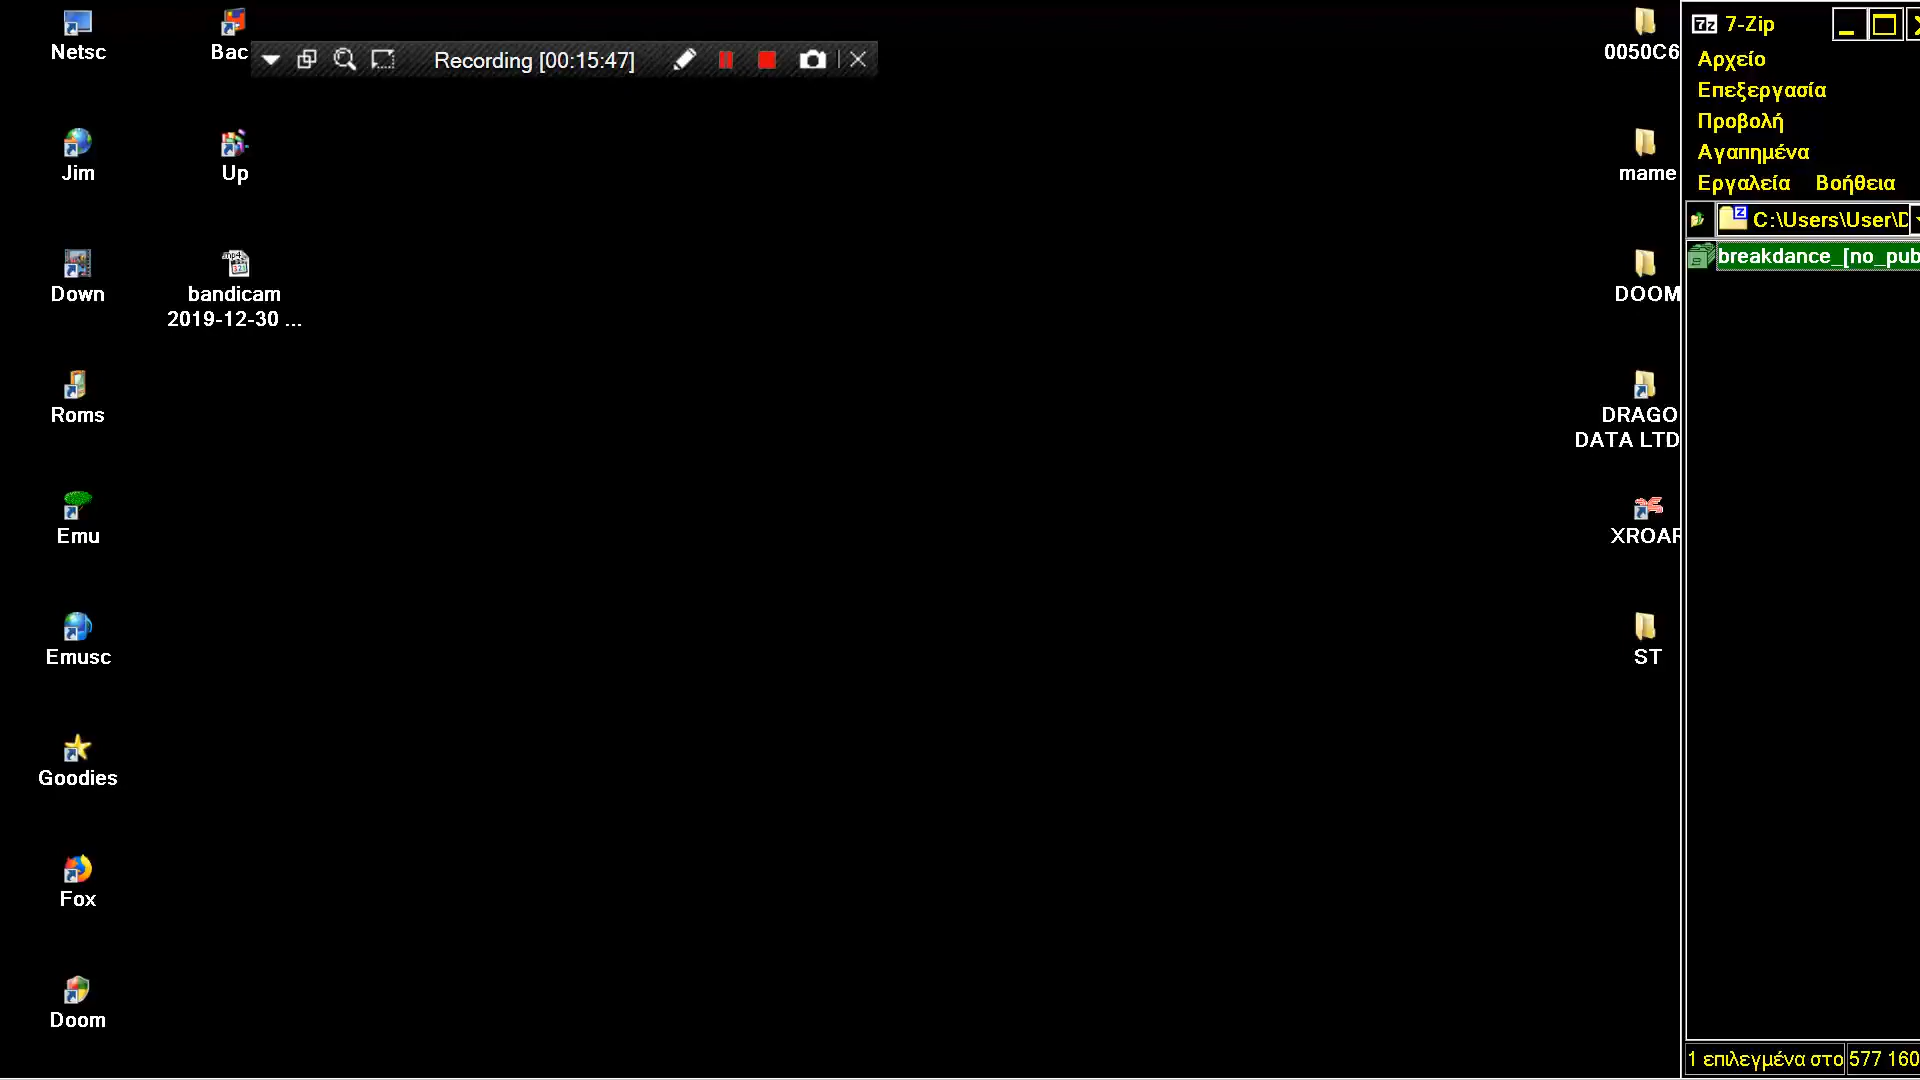 Netsc
Bac
Recording [00:15:47]
0050C6
7-Zip
Αρχείο
Επεξεργασία
Προβολή
Αγαπημένα
Εργαλεία Βοήθεια
C:\Users\User\D
breakdance_[no_pub
Jim
Up
mame
Down
bandicam
2019-12-30 ...
DOOM
Roms
DRAGO
DATA LTD
Emu
XROAR
Emusc
ST
Goodies
Fox
Doom
1 επιλεγμένα στο
577 160